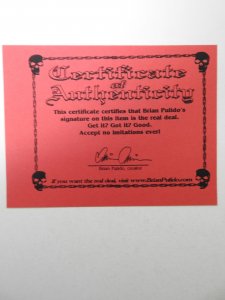 Certificate
of
Authenticity
This certificate certifies that Brian Pulido's
signature on this item is the real deal.
Get it? Got it? Good.
Accept no imitations ever!
Brian Pulido, creator
If you want the real deal, visit www.BrianPulido.com